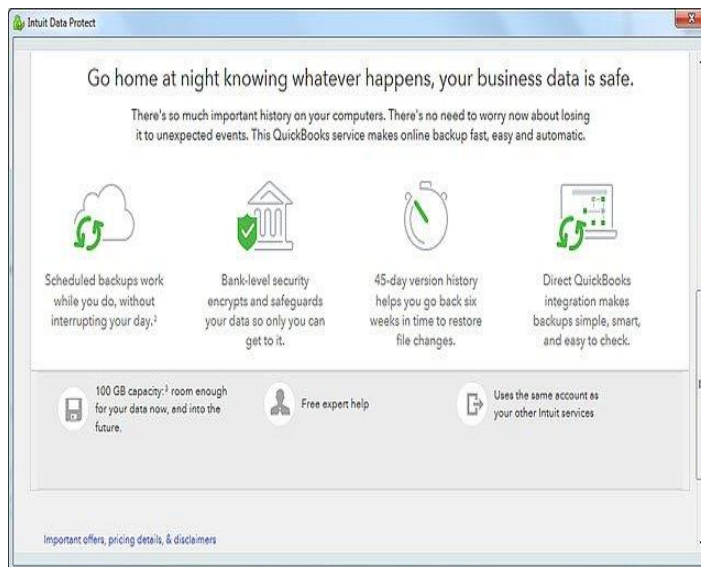 Intuit Data Protect
Go home at night knowing whatever happens, your business data is safe.
There's so much important history on your computers. There's no need to worry now about losing
it to unexpected events. This QuickBooks service makes online backup fast, easy and automatic.
Scheduled backups work
while you do, without
interrupting your day.²
Bank-level security
encrypts and safeguards
your data so only you can
get to it.
45-day version history
helps you go back six
weeks in time to restore
file changes.
Direct QuickBooks
integration makes
backups simple, smart,
and easy to check.
100 GB capacity:³ room enough
for your data now, and into the
future.
Free expert help
Uses the same account as
your other Intuit services
Important offers, pricing details, & disclaimers